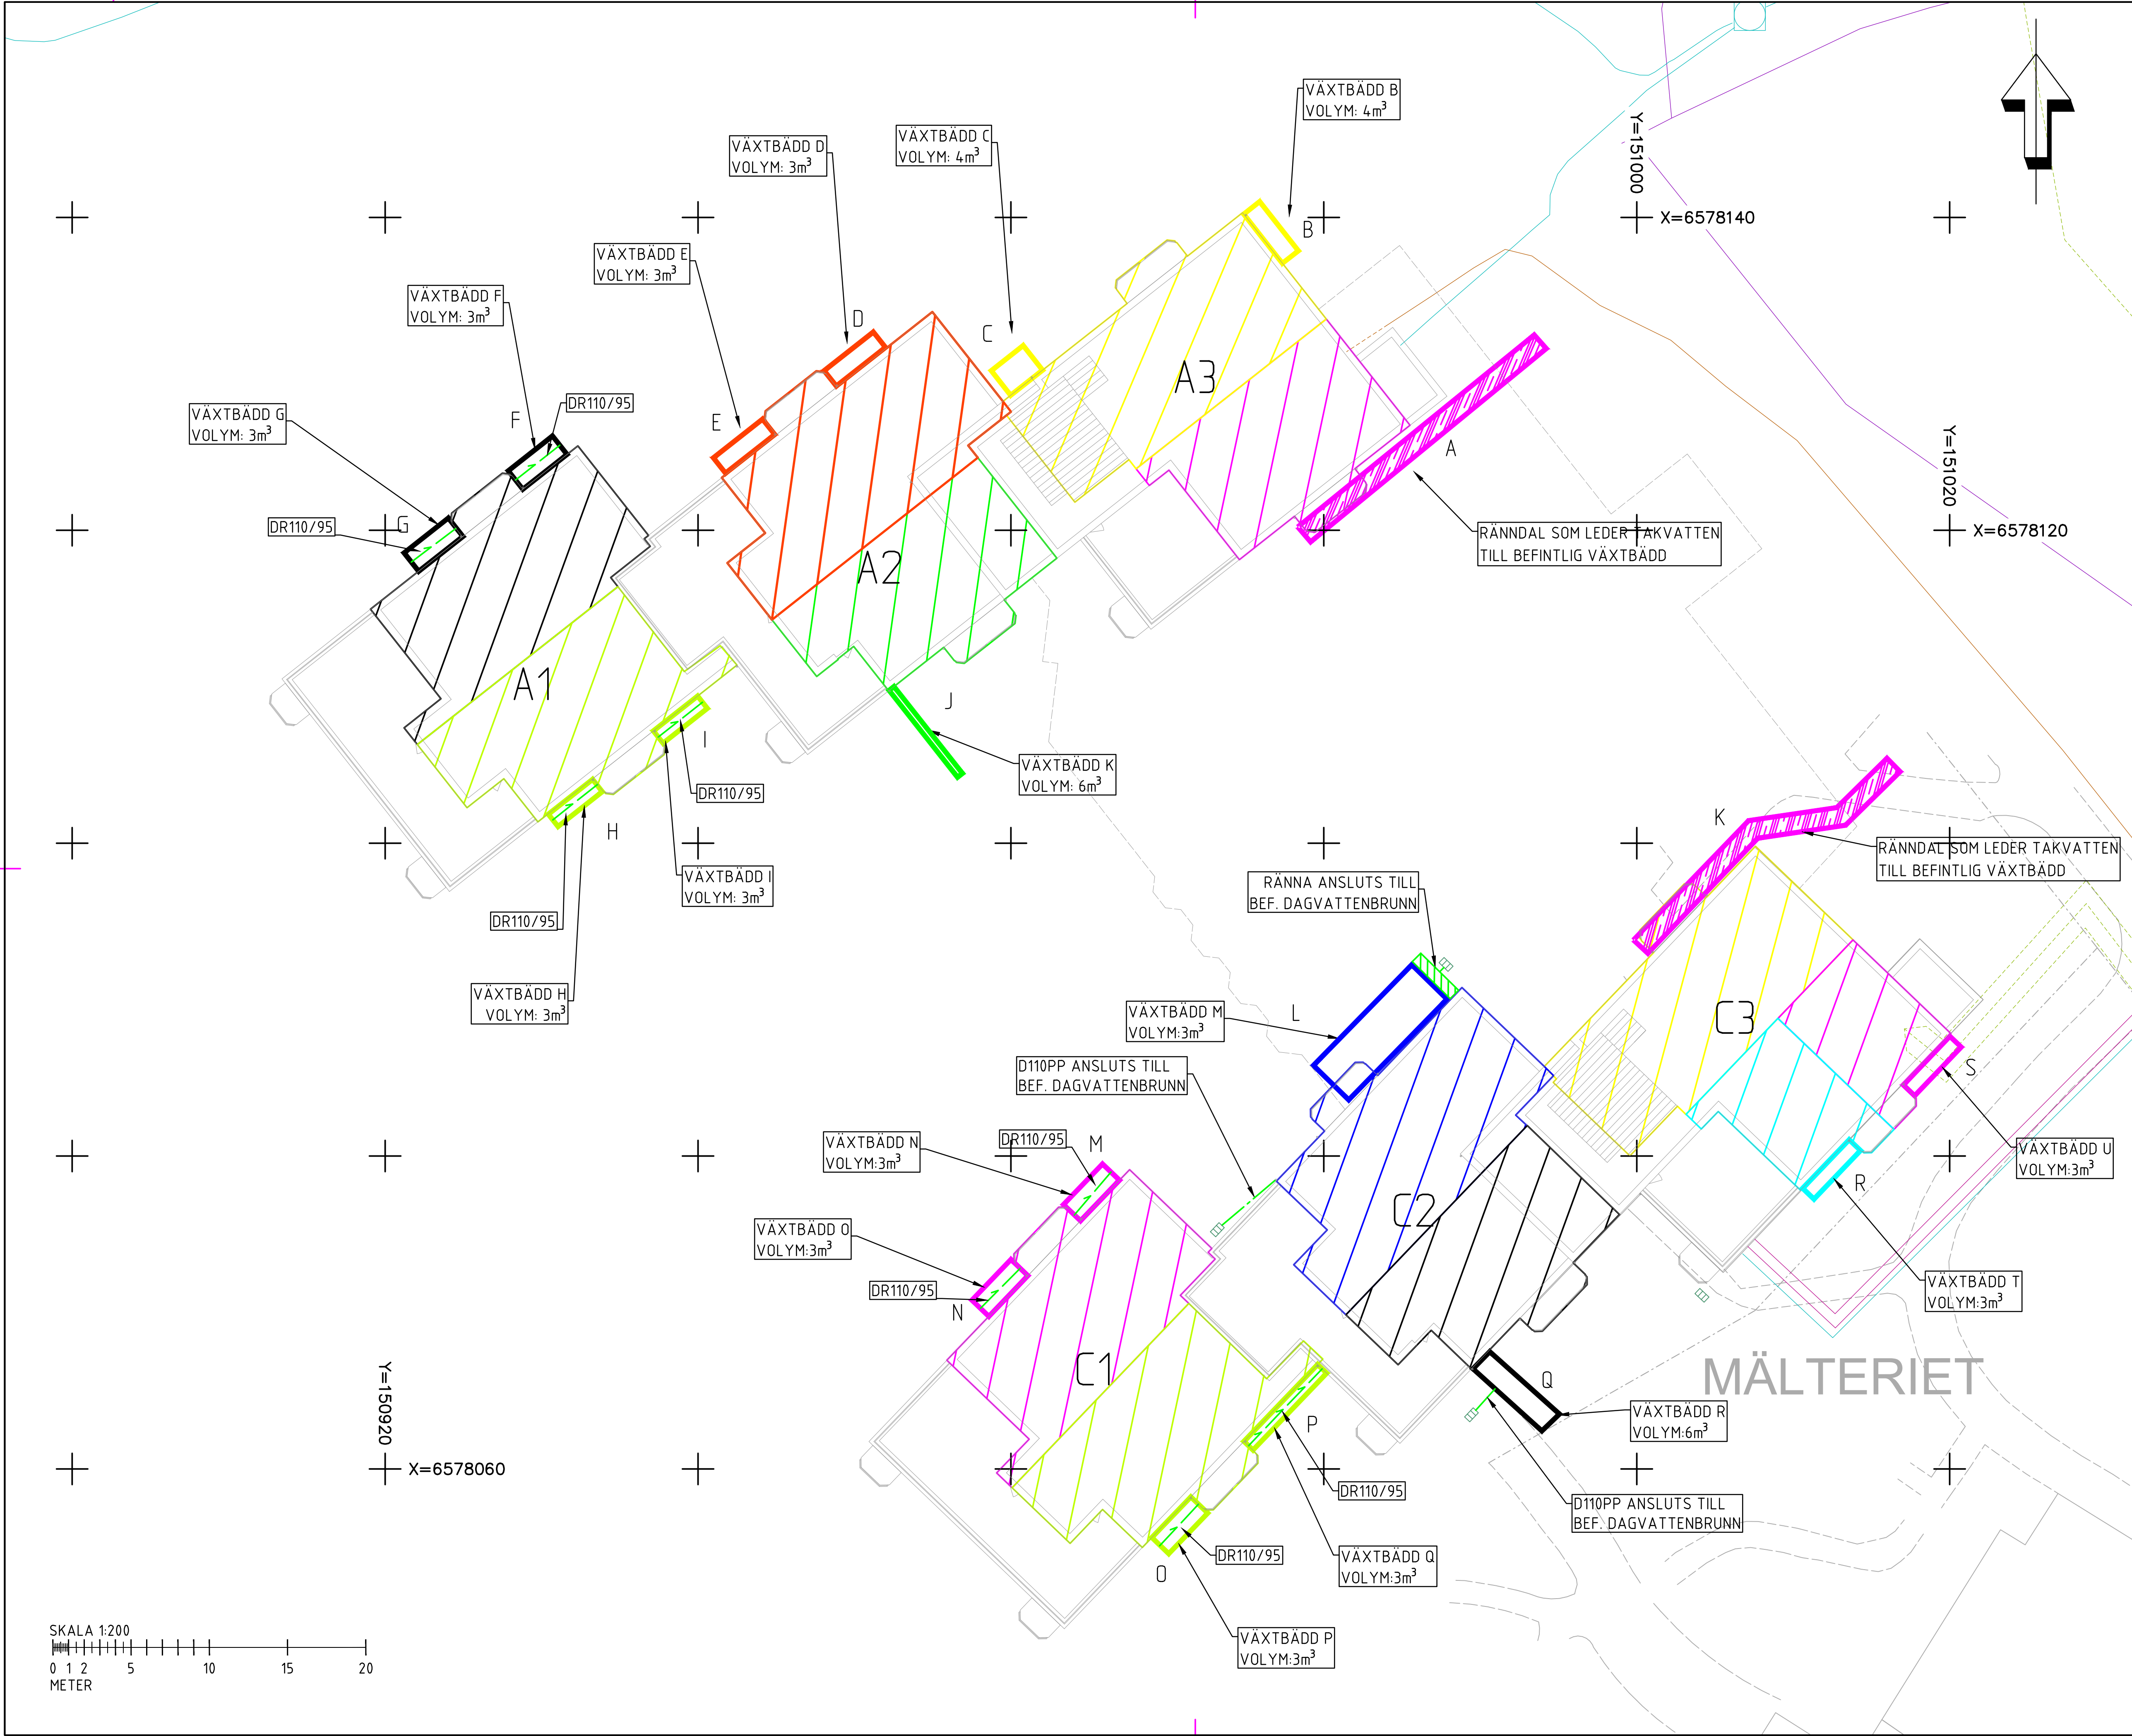 VÄXTBÄDD B
VOLYM: 4m³
VÄXTBÄDD C
VOLYM: 4m³
VÄXTBÄDD D
VOLYM: 3m³
Y=151000
X=6578140
B
VÄXTBÄDD E
VOLYM: 3m³
VÄXTBÄDD F
VOLYM: 3m³
D
C
A3
DR110/95
VÄXTBÄDD G
VOLYM: 3m³
F
E
A
Y=151020
X=6578120
G
DR110/95
RÄNNDAL SOM LEDER TAKVATTEN
TILL BEFINTLIG VÄXTBÄDD
A2
A1
J
I
VÄXTBÄDD K
VOLYM: 6m³
DR110/95
H
K
RÄNNDAL SOM LEDER TAKVATTEN
TILL BEFINTLIG VÄXTBÄDD
VÄXTBÄDD I
VOLYM: 3m³
RÄNNA ANSLUTS TILL
BEF. DAGVATTENBRUNN
DR110/95
VÄXTBÄDD H
VOLYM: 3m³
VÄXTBÄDD M
VOLYM:3m³
L
C3
D110PP ANSLUTS TILL
BEF. DAGVATTENBRUNN
S
VÄXTBÄDD N
VOLYM:3m³
DR110/95
M
VÄXTBÄDD U
VOLYM:3m³
R
C2
VÄXTBÄDD O
VOLYM:3m³
DR110/95
N
VÄXTBÄDD T
VOLYM:3m³
C1
Q
MÄLTERIET
P
VÄXTBÄDD R
VOLYM:6m³
Y=150920
X=6578060
DR110/95
D110PP ANSLUTS TILL
BEF. DAGVATTENBRUNN
DR110/95
O
VÄXTBÄDD Q
VOLYM:3m³
VÄXTBÄDD P
VOLYM:3m³
SKALA 1:200
0 1 2 5 10 15 20
METER